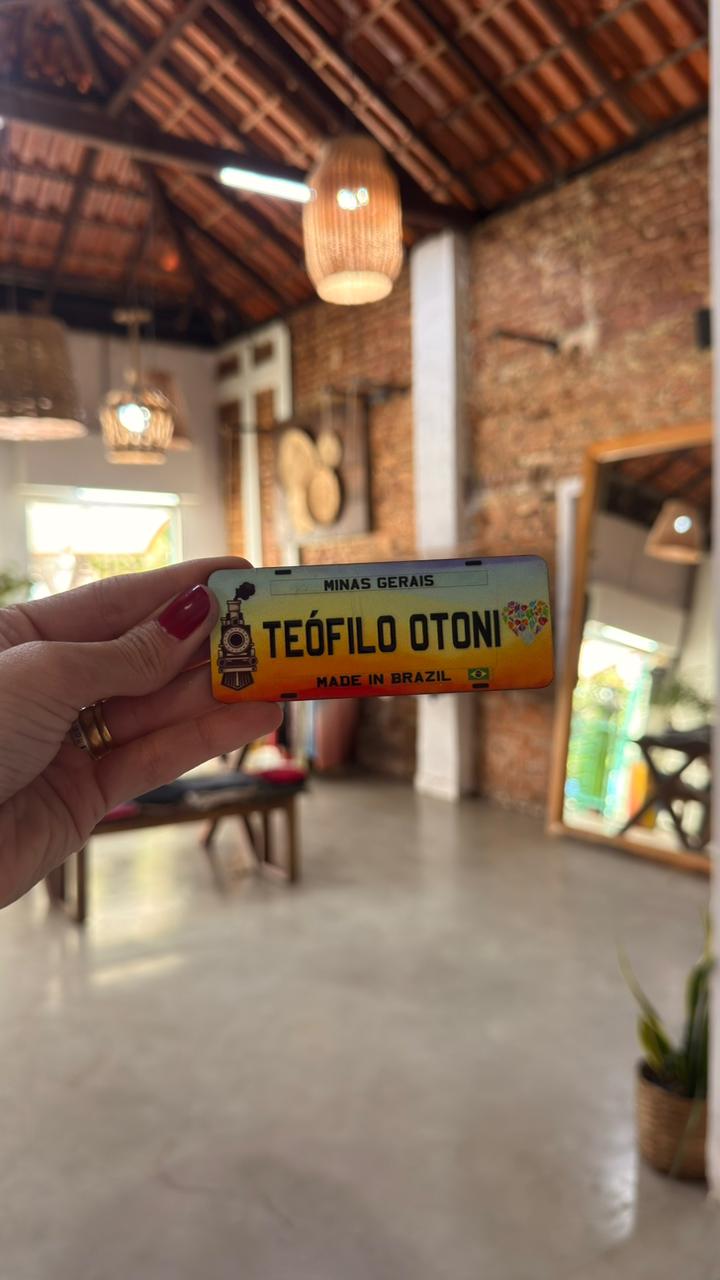 MINAS GERAIS
TEÓFILO OTONI
MADE IN BRAZIL